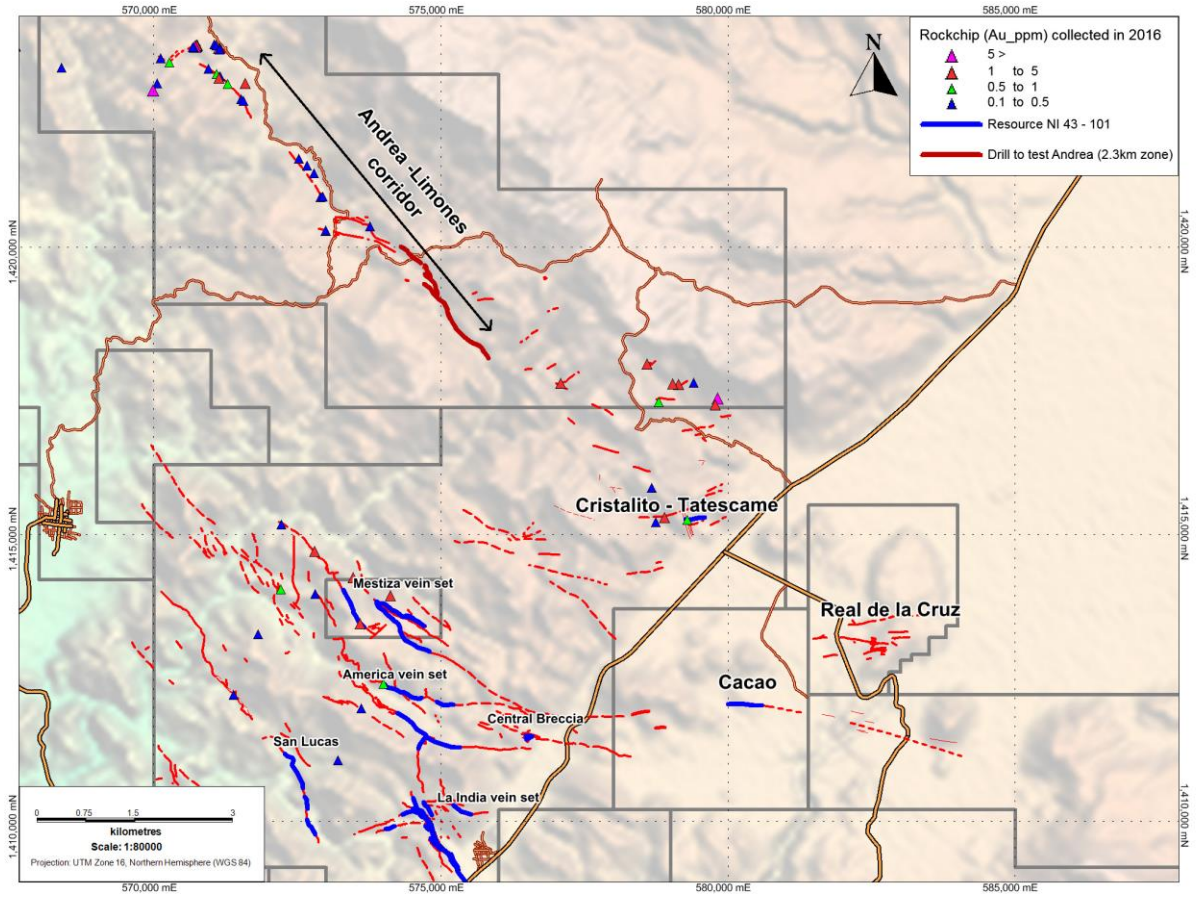 570,000 mE
575,000 mE
580,000 mE
585,000 mE
N
Rockchip (Au_ppm) collected in 2016
5 >
1 to 5
0.5 to 1
0.1 to 0.5
Resource NI 43 - 101
Drill to test Andrea (2.3km zone)
Andrea -Limones
corridor
1,420,000 mN
1,420,000 mN
Cristalito - Tatescame
1,415,000 mN
1,415,000 mN
Mestiza vein set
Real de la Cruz
America vein set
Cacao
Central Breccia
San Lucas
La India vein set
1,410,000 mN
1,410,000 mN
0 0.75 1.5 3
kilometres
Scale: 1:80000
Projection: UTM Zone 16, Northern Hemisphere (WGS 84)
570,000 mE
575,000 mE
580,000 mE
585,000 mE